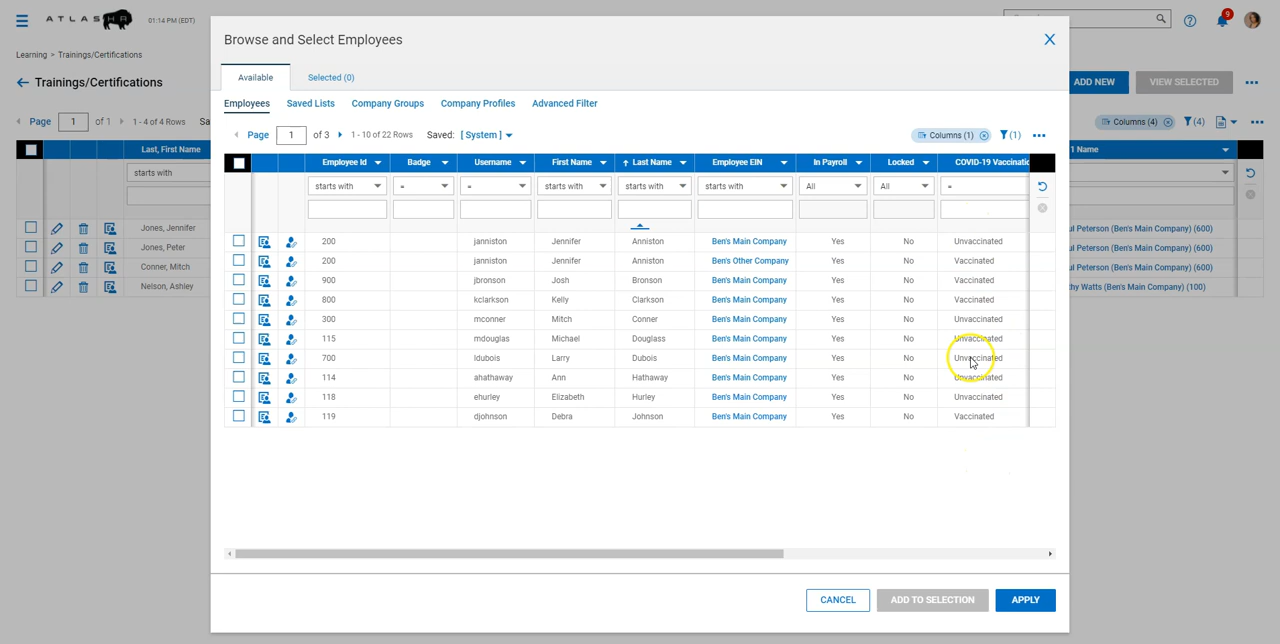 ATLASHR
01:14 PM (EDT)
9
Learning > Trainings/Certifications
Trainings/Certifications
ADD NEW
VIEW SELECTED
Page 1 of 1 1 - 4 of 4 Rows Sa
Columns (4) (4)
Last, First Name
1 Name
starts with
Jones, Jennifer
ul Peterson (Ben's Main Company) (600)
Jones, Peter
ul Peterson (Ben's Main Company) (600)
Conner, Mitch
ul Peterson (Ben's Main Company) (600)
Nelson, Ashley
thy Watts (Ben's Main Company) (100)
Browse and Select Employees
Available Selected (0)
Employees Saved Lists Company Groups Company Profiles Advanced Filter
Page 1 of 3 1 - 10 of 22 Rows Saved: [ System ] Columns (1) (1)
Employee Id Badge Username First Name Last Name Employee EIN In Payroll Locked COVID-19 Vaccinatic
starts with = = starts with starts with starts with All All =
200 janniston Jennifer Anniston Ben's Main Company Yes No Unvaccinated
200 janniston Jennifer Anniston Ben's Other Company Yes No Vaccinated
900 jbronson Josh Bronson Ben's Main Company Yes No Vaccinated
800 kclarkson Kelly Clarkson Ben's Main Company Yes No Vaccinated
300 mconner Mitch Conner Ben's Main Company Yes No Unvaccinated
115 mdouglas Michael Douglass Ben's Main Company Yes No Unvaccinated
700 ldubois Larry Dubois Ben's Main Company Yes No Unvaccinated
114 ahathaway Ann Hathaway Ben's Main Company Yes No Unvaccinated
118 ehurley Elizabeth Hurley Ben's Main Company Yes No Unvaccinated
119 djohnson Debra Johnson Ben's Main Company Yes No Vaccinated
CANCEL ADD TO SELECTION APPLY